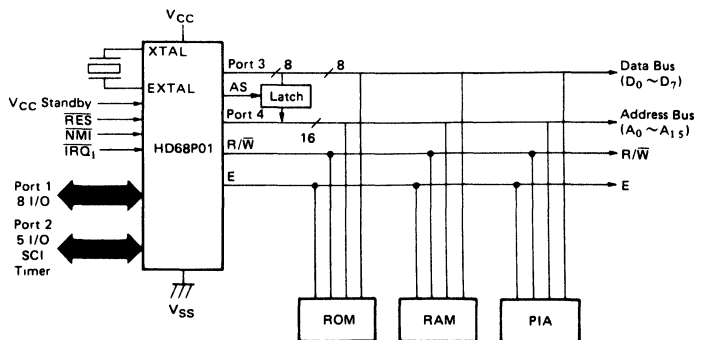 VCC
XTAL
EXTAL
VCC Standby
RES
NMI
IRQ1
HD68P01
Port 1
8 I/O
Port 2
5 I/O
SCI
Timer
VSS
Port 3
8
8
AS
Latch
Port 4
16
R/W̅
E
Data Bus
(D0 ~ D7)
Address Bus
(A0 ~ A15)
R/W̅
E
ROM
RAM
PIA